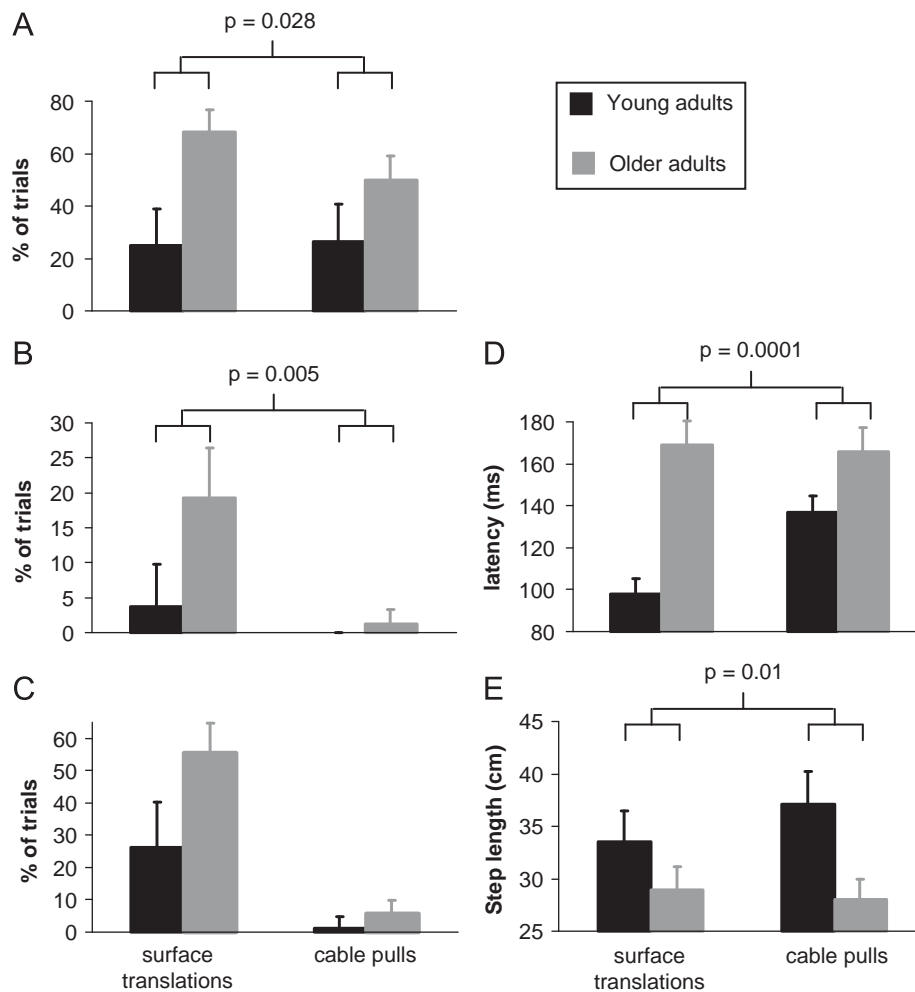 A
p = 0.028
% of trials
80
60
40
20
0
Young adults
Older adults
B
p = 0.005
% of trials
30
25
20
15
10
5
0
C
% of trials
60
50
40
30
20
10
0
surface
translations
cable pulls
D
p = 0.0001
latency (ms)
180
160
140
120
100
80
E
p = 0.01
Step length (cm)
45
40
35
30
25
surface
translations
cable pulls